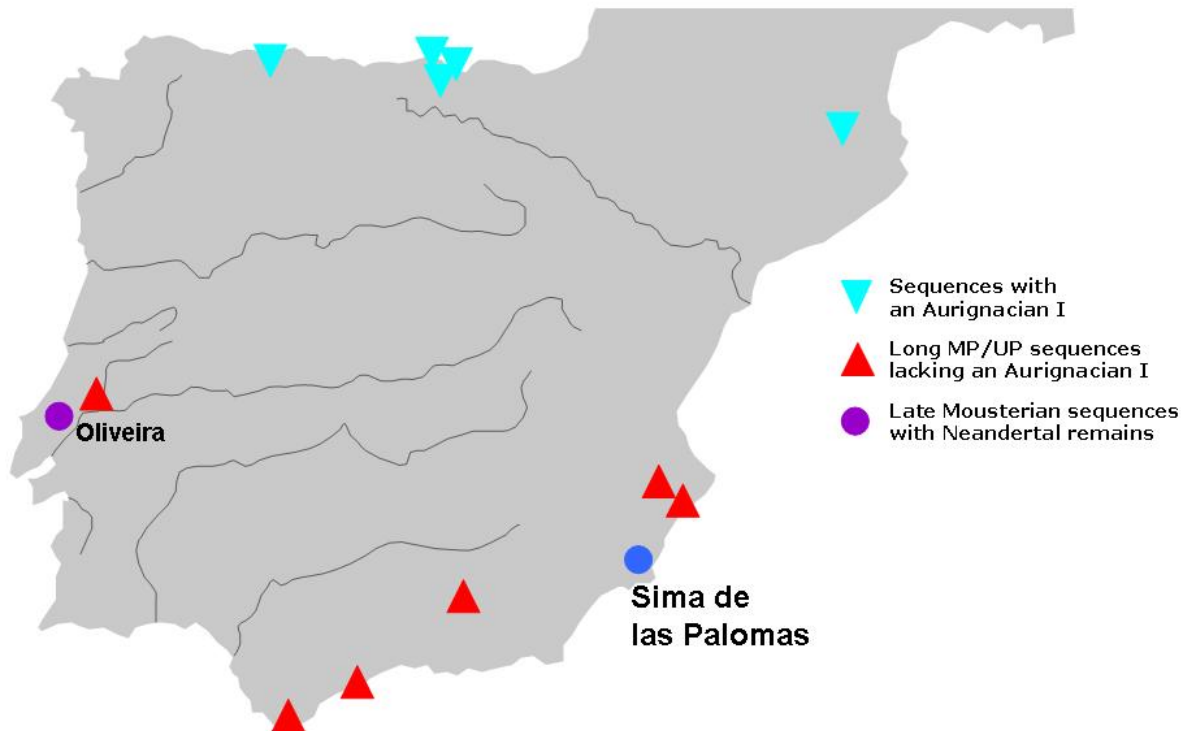 Sequences with
an Aurignacian I
Long MP/UP sequences
lacking an Aurignacian I
Late Mousterian sequences
with Neandertal remains
Oliveira
Sima de
las Palomas